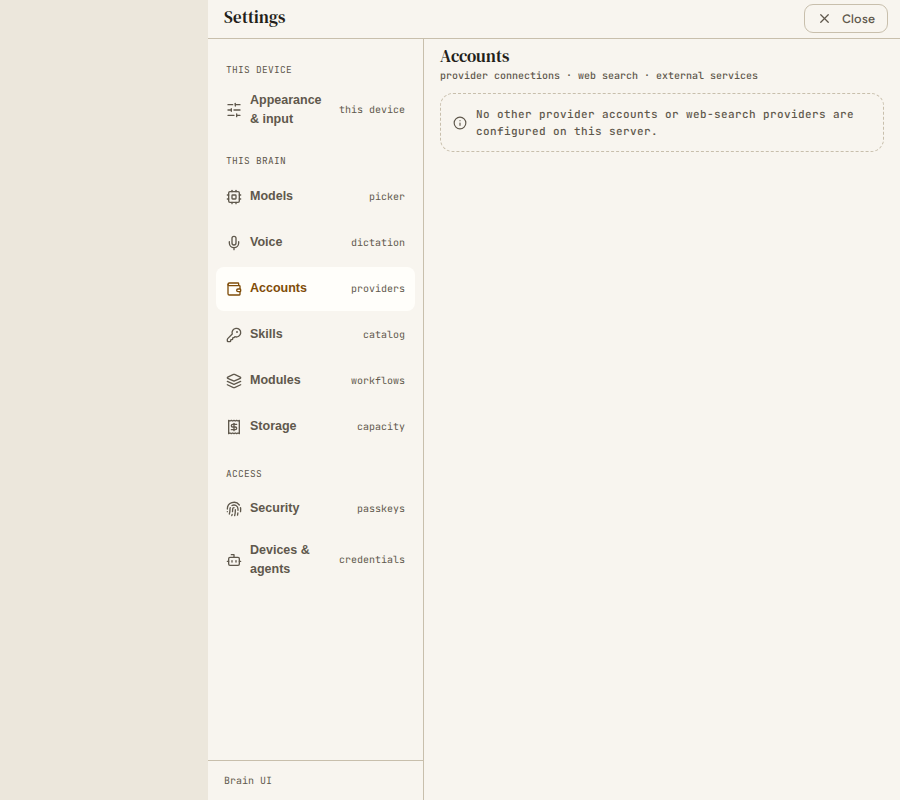 Settings
Close
THIS DEVICE
Appearance
& input
this device
THIS BRAIN
Models
picker
Voice
dictation
Accounts
providers
Skills
catalog
Modules
workflows
Storage
capacity
ACCESS
Security
passkeys
Devices &
agents
credentials
Brain UI
Accounts
provider connections · web search · external services
No other provider accounts or web-search providers are
configured on this server.